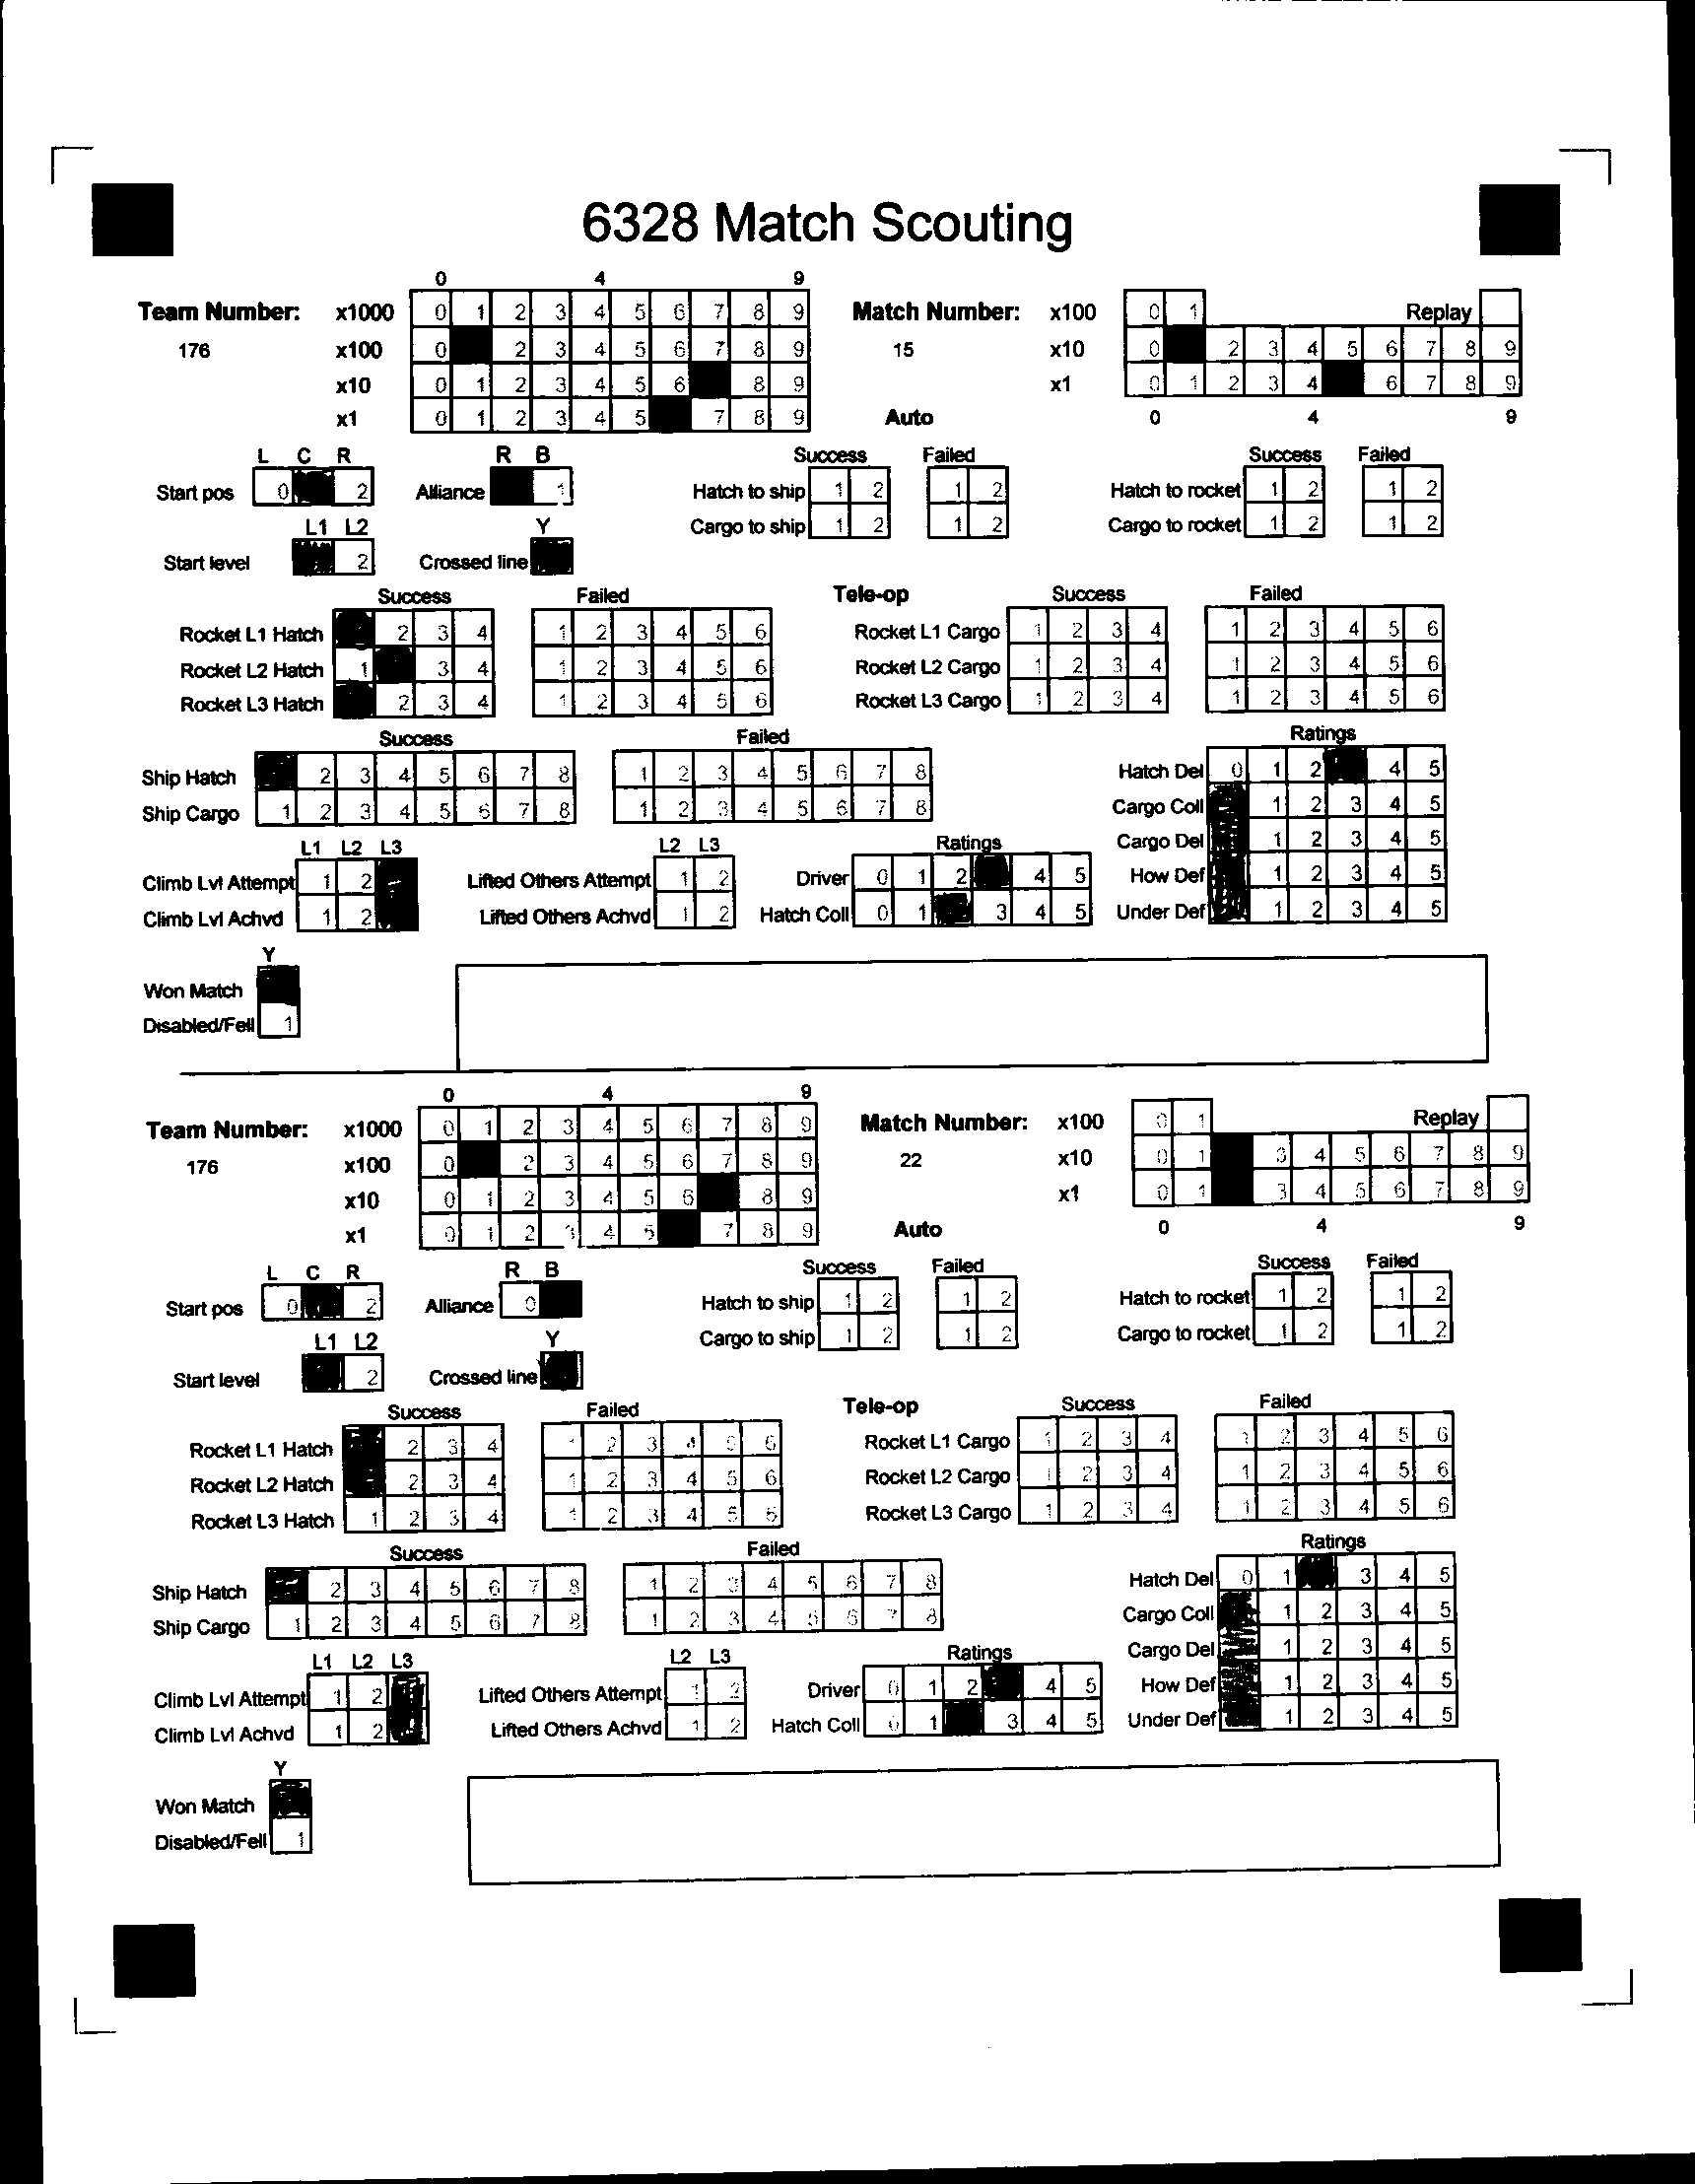 6328 Match Scouting
0 4 9
Team Number: x1000 0 1 2 3 4 5 6 7 8 9 Match Number: x100 0 1 Replay
176 x100 0 2 3 4 5 6 7 8 9 15 x10 0 2 3 4 5 6 7 8 9
x10 0 1 2 3 4 5 6 8 9 x1 0 1 2 3 4 6 7 8 9
x1 0 1 2 3 4 5 7 8 9 Auto 0 4 9
L C R R B Success Failed Success Failed
Start pos 0 2 Alliance 1 Hatch to ship 1 2 1 2 Hatch to rocket 1 2 1 2
L1 L2 Y Cargo to ship 1 2 1 2 Cargo to rocket 1 2 1 2
Start level 2 Crossed line
Success Failed Tele-op Success Failed
Rocket L1 Hatch 2 3 4 1 2 3 4 5 6 Rocket L1 Cargo 1 2 3 4 1 2 3 4 5 6
Rocket L2 Hatch 1 3 4 1 2 3 4 5 6 Rocket L2 Cargo 1 2 3 4 1 2 3 4 5 6
Rocket L3 Hatch 2 3 4 1 2 3 4 5 6 Rocket L3 Cargo 1 2 3 4 1 2 3 4 5 6
Success Failed Ratings
Ship Hatch 2 3 4 5 6 7 8 1 2 3 4 5 6 7 8 Hatch Del 0 1 2 4 5
Ship Cargo 1 2 3 4 5 6 7 8 1 2 3 4 5 6 7 8 Cargo Coll 1 2 3 4 5
L1 L2 L3 L2 L3 Ratings Cargo Del 1 2 3 4 5
Climb Lvl Attempt 1 2 Lifted Others Attempt 1 2 Driver 0 1 2 4 5 How Def 1 2 3 4 5
Climb Lvl Achvd 1 2 Lifted Others Achvd 1 2 Hatch Coll 0 1 3 4 5 Under Def 1 2 3 4 5
Y
Won Match
Disabled/Fell 1
0 4 9
Team Number: x1000 0 1 2 3 4 5 6 7 8 9 Match Number: x100 0 1 Replay
176 x100 0 2 3 4 5 6 7 8 9 22 x10 0 1 3 4 5 6 7 8 9
x10 0 1 2 3 4 5 6 8 9 x1 0 1 3 4 5 6 7 8 9
x1 0 1 2 3 4 5 7 8 9 Auto 0 4 9
L C R R B Success Failed Success Failed
Start pos 0 2 Alliance 0 Hatch to ship 1 2 1 2 Hatch to rocket 1 2 1 2
L1 L2 Y Cargo to ship 1 2 1 2 Cargo to rocket 1 2 1 2
Start level 2 Crossed line
Success Failed Tele-op Success Failed
Rocket L1 Hatch 2 3 4 1 2 3 4 5 6 Rocket L1 Cargo 1 2 3 4 1 2 3 4 5 6
Rocket L2 Hatch 2 3 4 1 2 3 4 5 6 Rocket L2 Cargo 1 2 3 4 1 2 3 4 5 6
Rocket L3 Hatch 1 2 3 4 1 2 3 4 5 6 Rocket L3 Cargo 1 2 3 4 1 2 3 4 5 6
Success Failed Ratings
Ship Hatch 2 3 4 5 6 7 8 1 2 3 4 5 6 7 8 Hatch Del 0 1 3 4 5
Ship Cargo 1 2 3 4 5 6 7 8 1 2 3 4 5 6 7 8 Cargo Coll 1 2 3 4 5
L1 L2 L3 L2 L3 Ratings Cargo Del 1 2 3 4 5
Climb Lvl Attempt 1 2 Lifted Others Attempt 1 2 Driver 0 1 2 4 5 How Def 1 2 3 4 5
Climb Lvl Achvd 1 2 Lifted Others Achvd 1 2 Hatch Coll 0 1 3 4 5 Under Def 1 2 3 4 5
Y
Won Match
Disabled/Fell 1